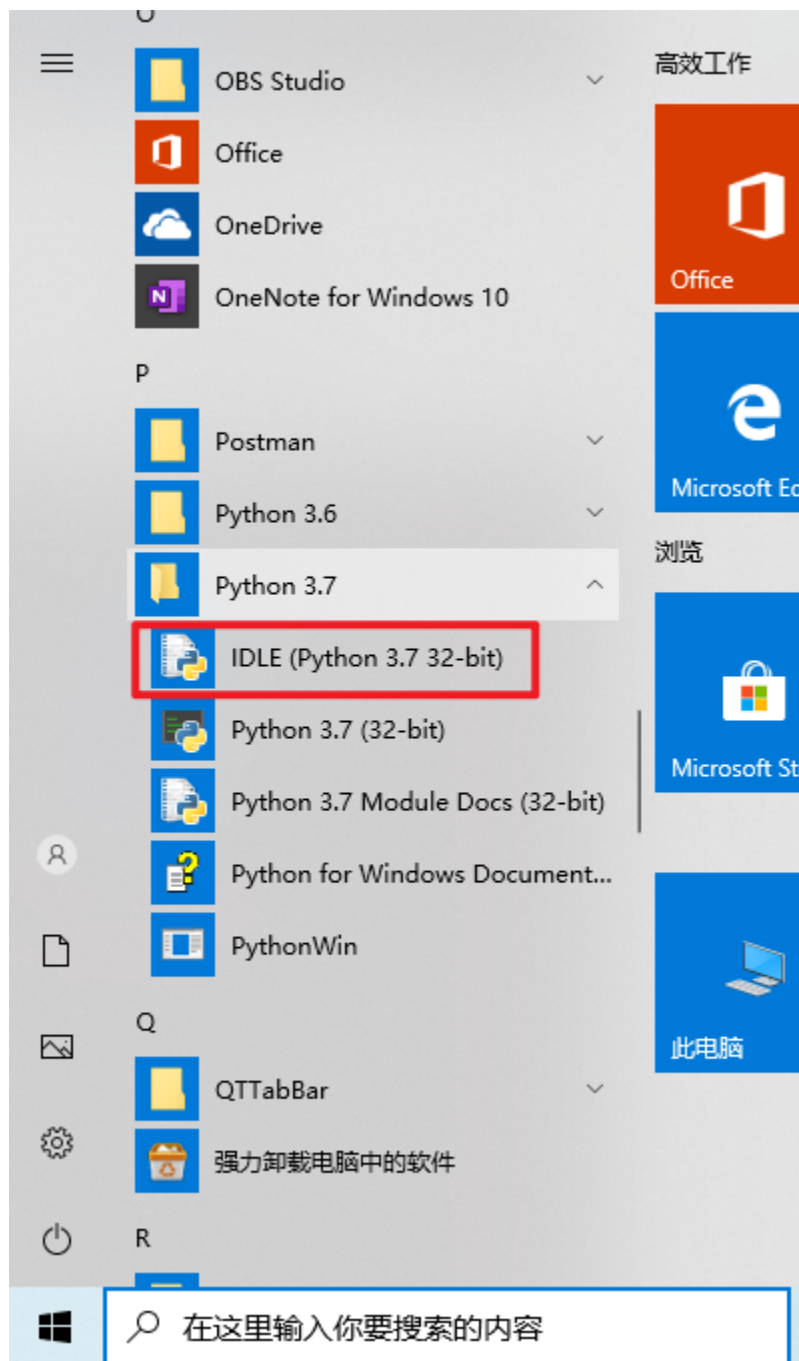 O
OBS Studio
Office
OneDrive
OneNote for Windows 10
P
Postman
Python 3.6
Python 3.7
IDLE (Python 3.7 32-bit)
Python 3.7 (32-bit)
Python 3.7 Module Docs (32-bit)
Python for Windows Document...
PythonWin
Q
QTTabBar
强力卸载电脑中的软件
R
高效工作
Office
Microsoft Ed
浏览
Microsoft St
此电脑
在这里输入你要搜索的内容